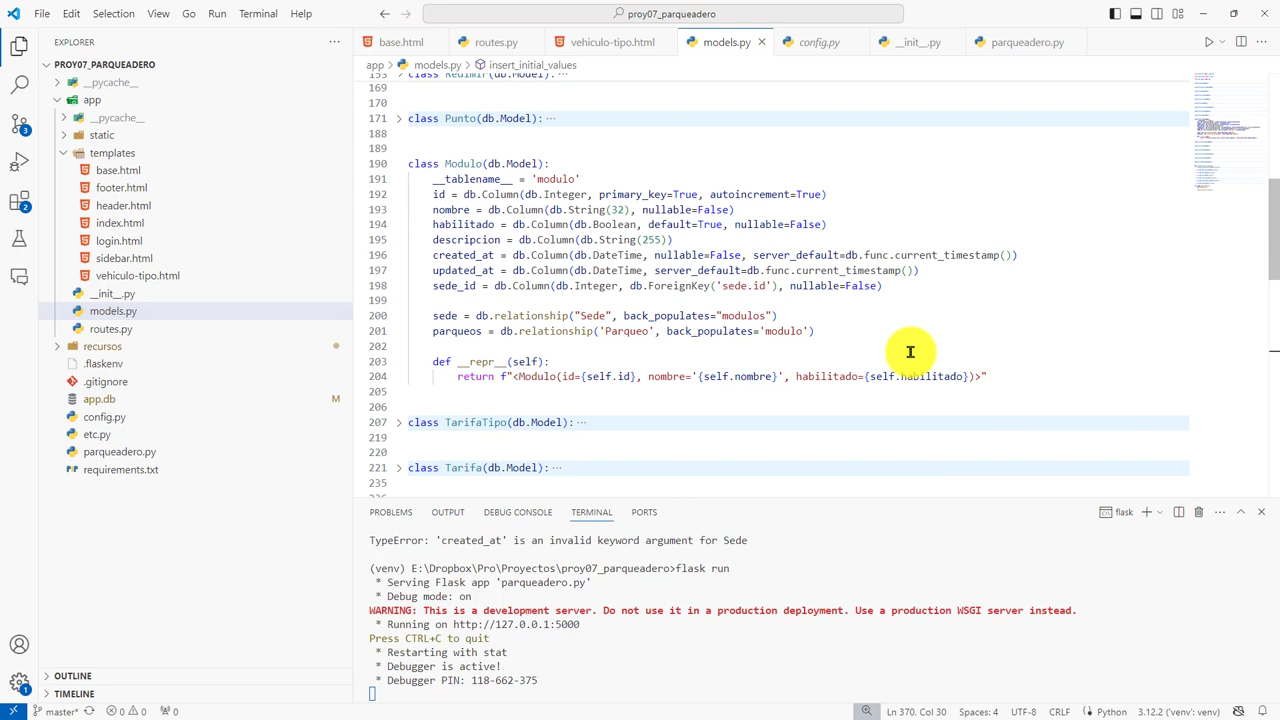 File Edit Selection View Go Run Terminal Help
proy07_parqueadero
EXPLORER
PROY07_PARQUEADERO
__pycache__
app
__pycache__
static
templates
base.html
footer.html
header.html
index.html
login.html
sidebar.html
vehiculo-tipo.html
__init__.py
models.py
routes.py
recursos
.flaskenv
.gitignore
app.db M
config.py
etc.py
parqueadero.py
requirements.txt
OUTLINE
TIMELINE
3
2
1
base.html routes.py vehiculo-tipo.html models.py config.py __init__.py parqueadero.py
app > models.py > insert_initial_values
153 class Redimir(db.Model): ···
169
170
171 class Punto(db.Model): ···
188
189
190 class Modulo(db.Model):
191 __tablename__ = 'modulo'
192 id = db.Column(db.Integer, primary_key=True, autoincrement=True)
193 nombre = db.Column(db.String(32), nullable=False)
194 habilitado = db.Column(db.Boolean, default=True, nullable=False)
195 descripcion = db.Column(db.String(255))
196 created_at = db.Column(db.DateTime, nullable=False, server_default=db.func.current_timestamp())
197 updated_at = db.Column(db.DateTime, server_default=db.func.current_timestamp())
198 sede_id = db.Column(db.Integer, db.ForeignKey('sede.id'), nullable=False)
199
200 sede = db.relationship("Sede", back_populates="modulos")
201 parqueos = db.relationship('Parqueo', back_populates='modulo')
202
203 def __repr__(self):
204 return f"<Modulo(id={self.id}, nombre='{self.nombre}', habilitado={self.habilitado})>"
205
206
207 class TarifaTipo(db.Model): ···
219
220
221 class Tarifa(db.Model): ···
235
PROBLEMS OUTPUT DEBUG CONSOLE TERMINAL PORTS
flask
TypeError: 'created_at' is an invalid keyword argument for Sede
(venv) E:\Dropbox\Pro\Proyectos\proy07_parqueadero>flask run
* Serving Flask app 'parqueadero.py'
* Debug mode: on
WARNING: This is a development server. Do not use it in a production deployment. Use a production WSGI server instead.
* Running on http://127.0.0.1:5000
Press CTRL+C to quit
* Restarting with stat
* Debugger is active!
* Debugger PIN: 118-662-375
master* 0 0 0 Ln 370, Col 30 Spaces: 4 UTF-8 CRLF Python 3.12.2 ('venv': venv)